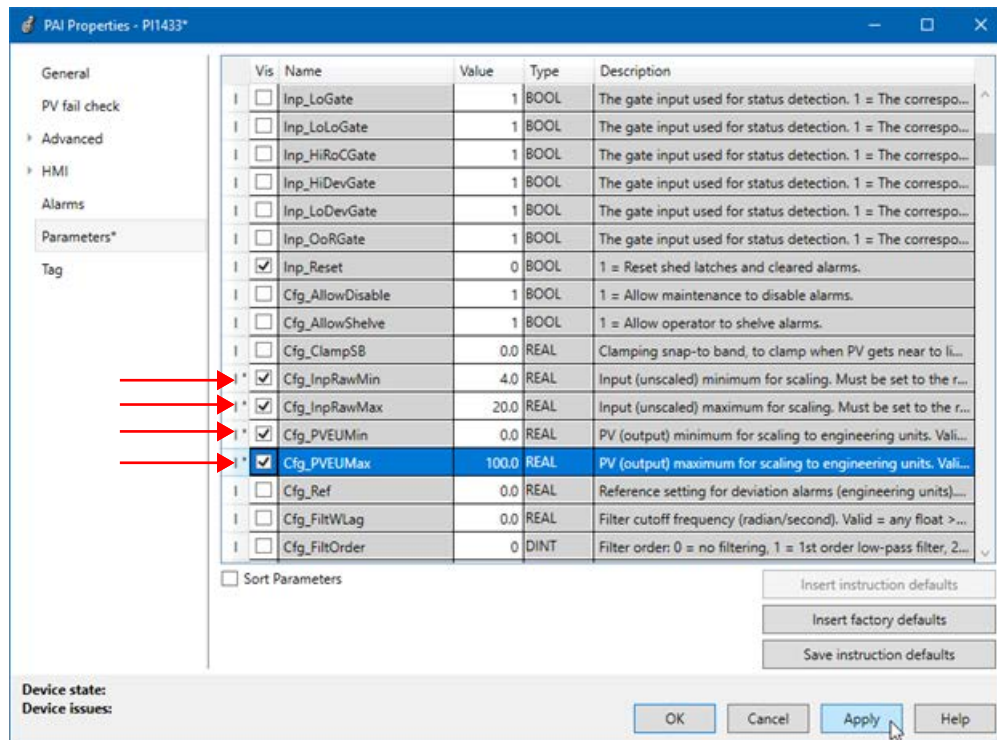 PAI Properties - PI1433*
General
PV fail check
Advanced
HMI
Alarms
Parameters*
Tag
Vis Name Value Type Description
I Inp_LoGate 1 BOOL The gate input used for status detection. 1 = The correspo...
I Inp_LoLoGate 1 BOOL The gate input used for status detection. 1 = The correspo...
I Inp_HiRoCGate 1 BOOL The gate input used for status detection. 1 = The correspo...
I Inp_HiDevGate 1 BOOL The gate input used for status detection. 1 = The correspo...
I Inp_LoDevGate 1 BOOL The gate input used for status detection. 1 = The correspo...
I Inp_OoRGate 1 BOOL The gate input used for status detection. 1 = The correspo...
I Inp_Reset 0 BOOL 1 = Reset shed latches and cleared alarms.
I Cfg_AllowDisable 1 BOOL 1 = Allow maintenance to disable alarms.
I Cfg_AllowShelve 1 BOOL 1 = Allow operator to shelve alarms.
I Cfg_ClampSB 0.0 REAL Clamping snap-to band, to clamp when PV gets near to li...
I * Cfg_InpRawMin 4.0 REAL Input (unscaled) minimum for scaling. Must be set to the r...
I * Cfg_InpRawMax 20.0 REAL Input (unscaled) maximum for scaling. Must be set to the r...
I * Cfg_PVEUMin 0.0 REAL PV (output) minimum for scaling to engineering units. Vali...
I * Cfg_PVEUMax 100.0 REAL PV (output) maximum for scaling to engineering units. Vali...
I Cfg_Ref 0.0 REAL Reference setting for deviation alarms (engineering units)....
I Cfg_FiltWLag 0.0 REAL Filter cutoff frequency (radian/second). Valid = any float >...
I Cfg_FiltOrder 0 DINT Filter order: 0 = no filtering, 1 = 1st order low-pass filter, 2...
Sort Parameters
Insert instruction defaults
Insert factory defaults
Save instruction defaults
Device state:
Device issues:
OK Cancel Apply Help